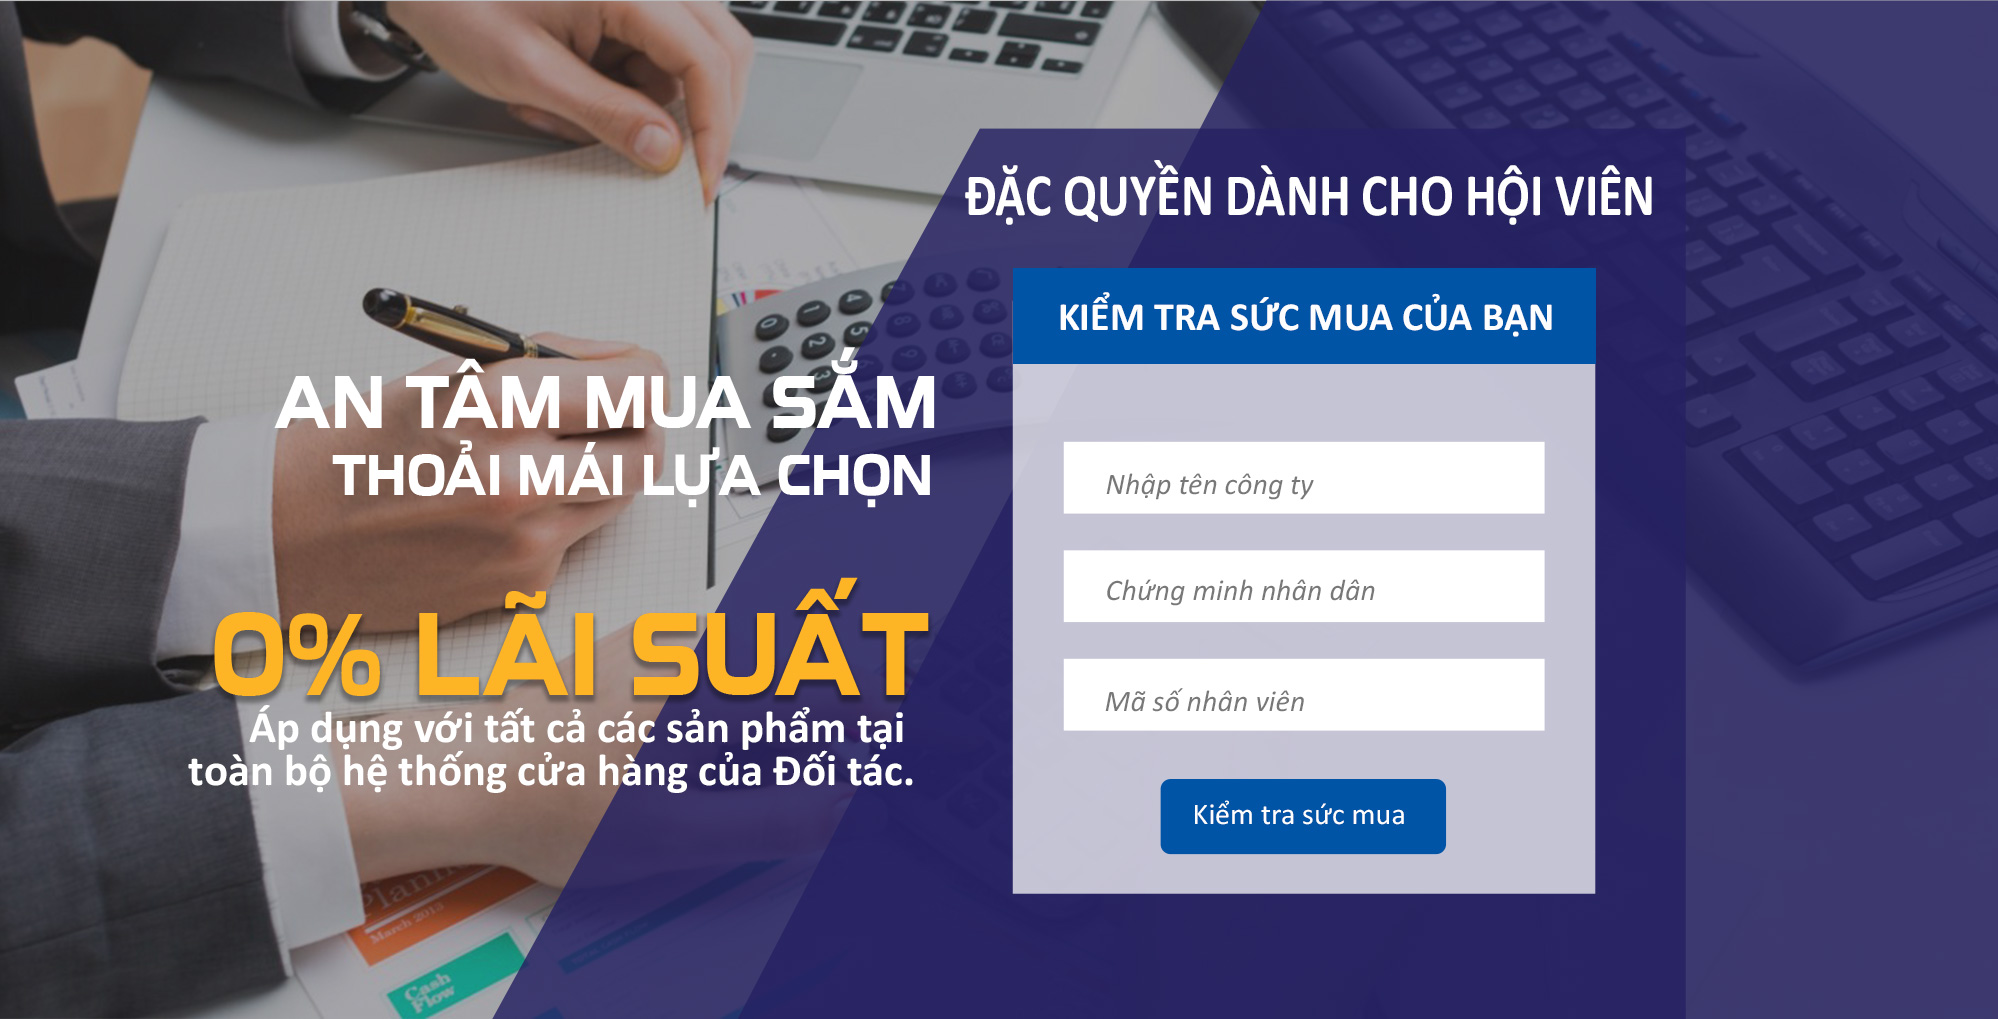 AN TÂM MUA SẮM
THOẢI MÁI LỰA CHỌN
0% LÃI SUẤT
Áp dụng với tất cả các sản phẩm tại
toàn bộ hệ thống cửa hàng của Đối tác.
ĐẶC QUYỀN DÀNH CHO HỘI VIÊN
KIỂM TRA SỨC MUA CỦA BẠN
Nhập tên công ty
Chứng minh nhân dân
Mã số nhân viên
Kiểm tra sức mua
Planni
March 2013
Cash
Flow